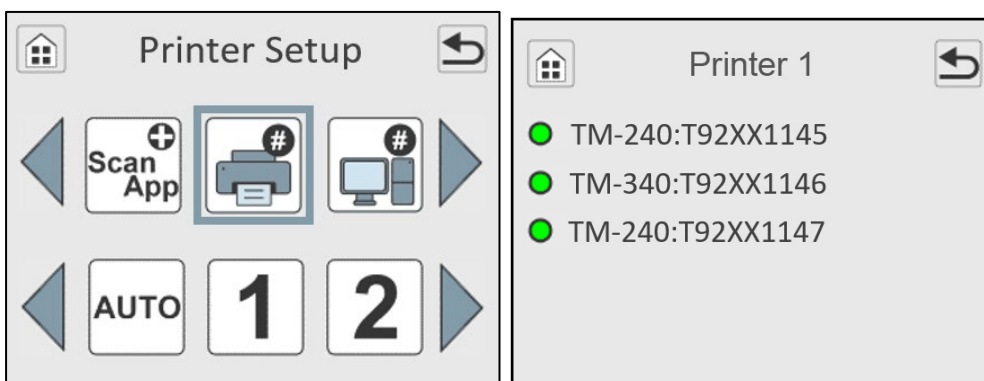 Printer Setup
Scan
App
#
#
AUTO
1
2
Printer 1
TM-240:T92XX1145
TM-340:T92XX1146
TM-240:T92XX1147